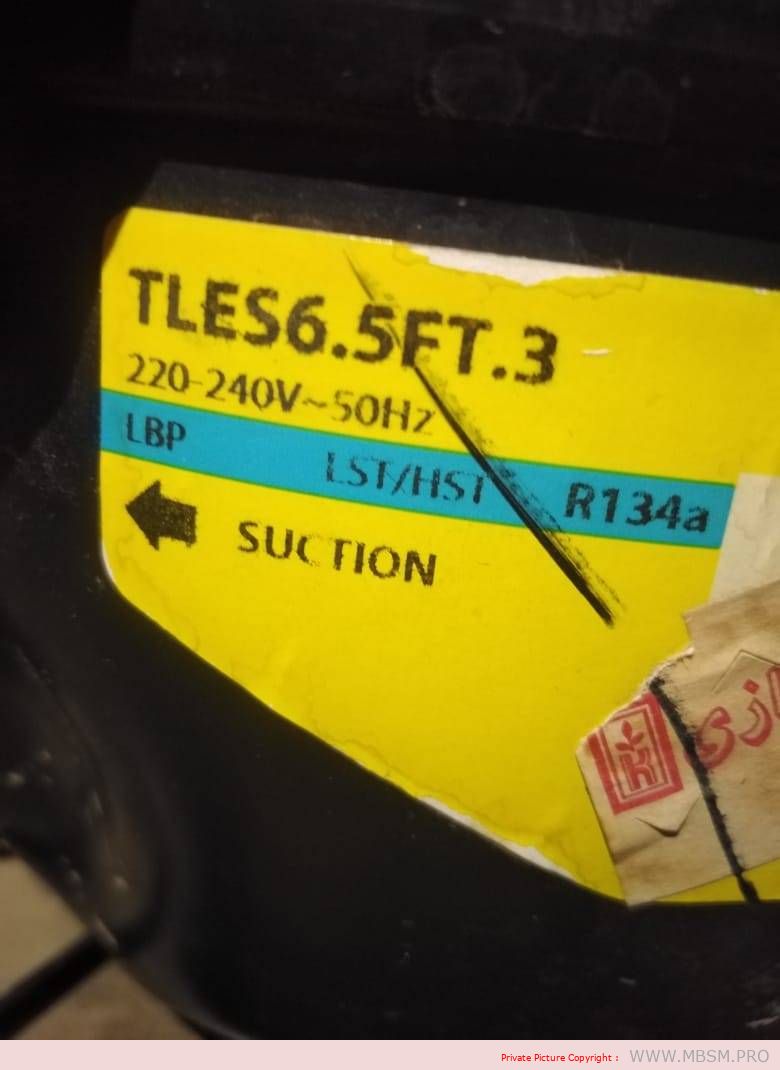 TLES6.5FT.3
220-240V~50Hz
LBP LST/HST R134a
SUCTION
Private Picture Copyright : WWW.MBSM.PRO